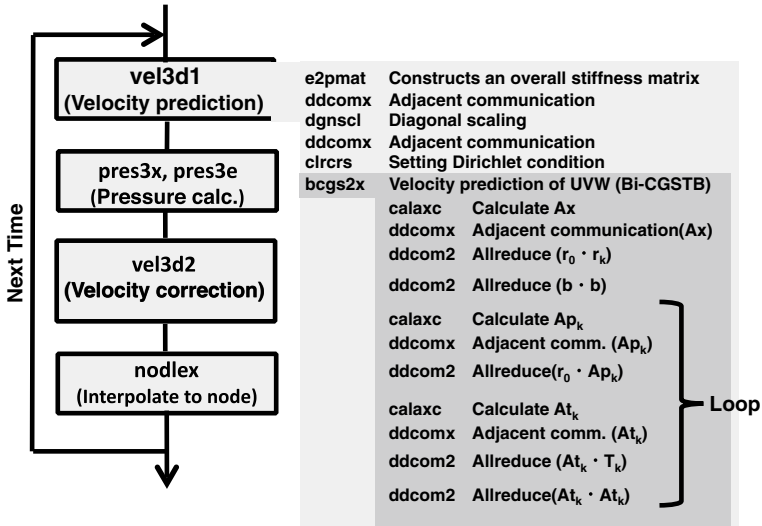 Next Time
vel3d1
(Velocity prediction)
pres3x, pres3e
(Pressure calc.)
vel3d2
(Velocity correction)
nodlex
(Interpolate to node)
e2pmat Constructs an overall stiffness matrix
ddcomx Adjacent communication
dgnscl Diagonal scaling
ddcomx Adjacent communication
clrcrs Setting Dirichlet condition
bcgs2x Velocity prediction of UVW (Bi-CGSTB)
calaxc Calculate Ax
ddcomx Adjacent communication(Ax)
ddcom2 Allreduce (r₀・rₖ)
ddcom2 Allreduce (b・b)
calaxc Calculate Apₖ
ddcomx Adjacent comm. (Apₖ)
ddcom2 Allreduce(r₀・Apₖ)
calaxc Calculate Atₖ
ddcomx Adjacent comm. (Atₖ)
ddcom2 Allreduce (Atₖ・Tₖ)
ddcom2 Allreduce(Atₖ・Atₖ)
Loop